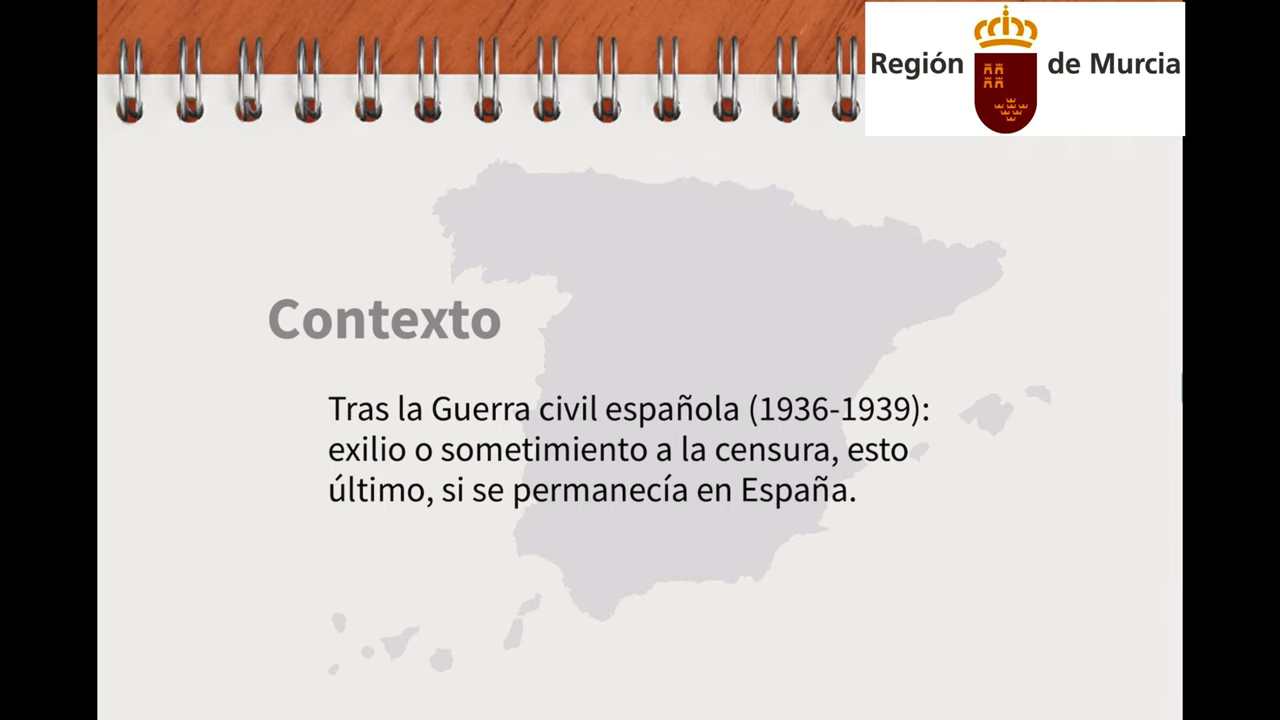 Región de Murcia
Contexto
Tras la Guerra civil española (1936-1939):
exilio o sometimiento a la censura, esto
último, si se permanecía en España.